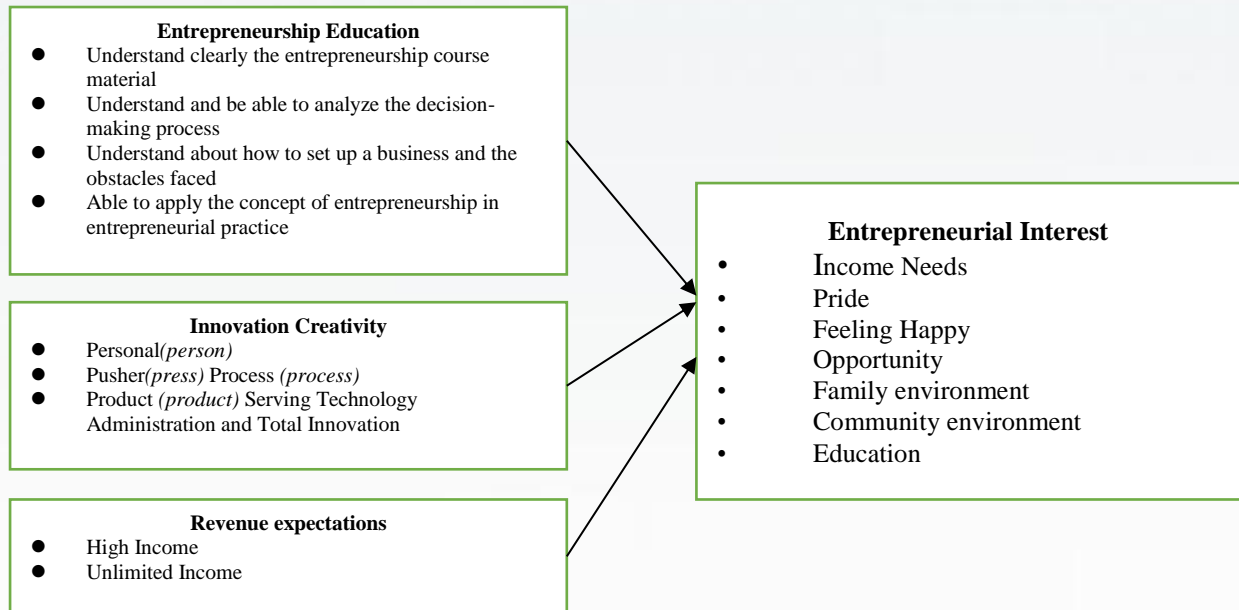 Entrepreneurship Education
● Understand clearly the entrepreneurship course
material
● Understand and be able to analyze the decision-
making process
● Understand about how to set up a business and the
obstacles faced
● Able to apply the concept of entrepreneurship in
entrepreneurial practice
Innovation Creativity
● Personal(person)
● Pusher(press) Process (process)
● Product (product) Serving Technology
Administration and Total Innovation
Revenue expectations
● High Income
● Unlimited Income
Entrepreneurial Interest
• Income Needs
• Pride
• Feeling Happy
• Opportunity
• Family environment
• Community environment
• Education